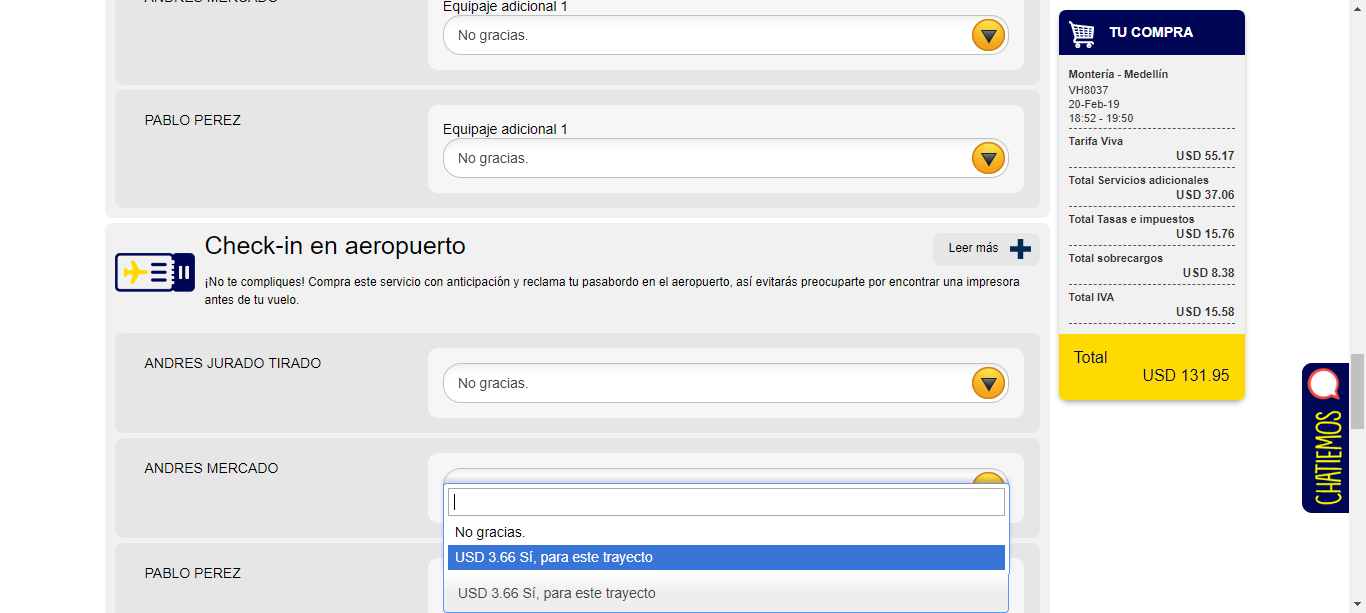 ANDRES MERCADO
Equipaje adicional 1
No gracias.
PABLO PEREZ
Equipaje adicional 1
No gracias.
Check-in en aeropuerto
Leer más
¡No te compliques! Compra este servicio con anticipación y reclama tu pasabordo en el aeropuerto, así evitarás preocuparte por encontrar una impresora
antes de tu vuelo.
ANDRES JURADO TIRADO
No gracias.
ANDRES MERCADO
No gracias.
USD 3.66 Sí, para este trayecto
PABLO PEREZ
USD 3.66 Sí, para este trayecto
TU COMPRA
Montería - Medellín
VH8037
20-Feb-19
18:52 - 19:50
Tarifa Viva
USD 55.17
Total Servicios adicionales
USD 37.06
Total Tasas e impuestos
USD 15.76
Total sobrecargos
USD 8.38
Total IVA
USD 15.58
Total
USD 131.95
CHATIEMOS